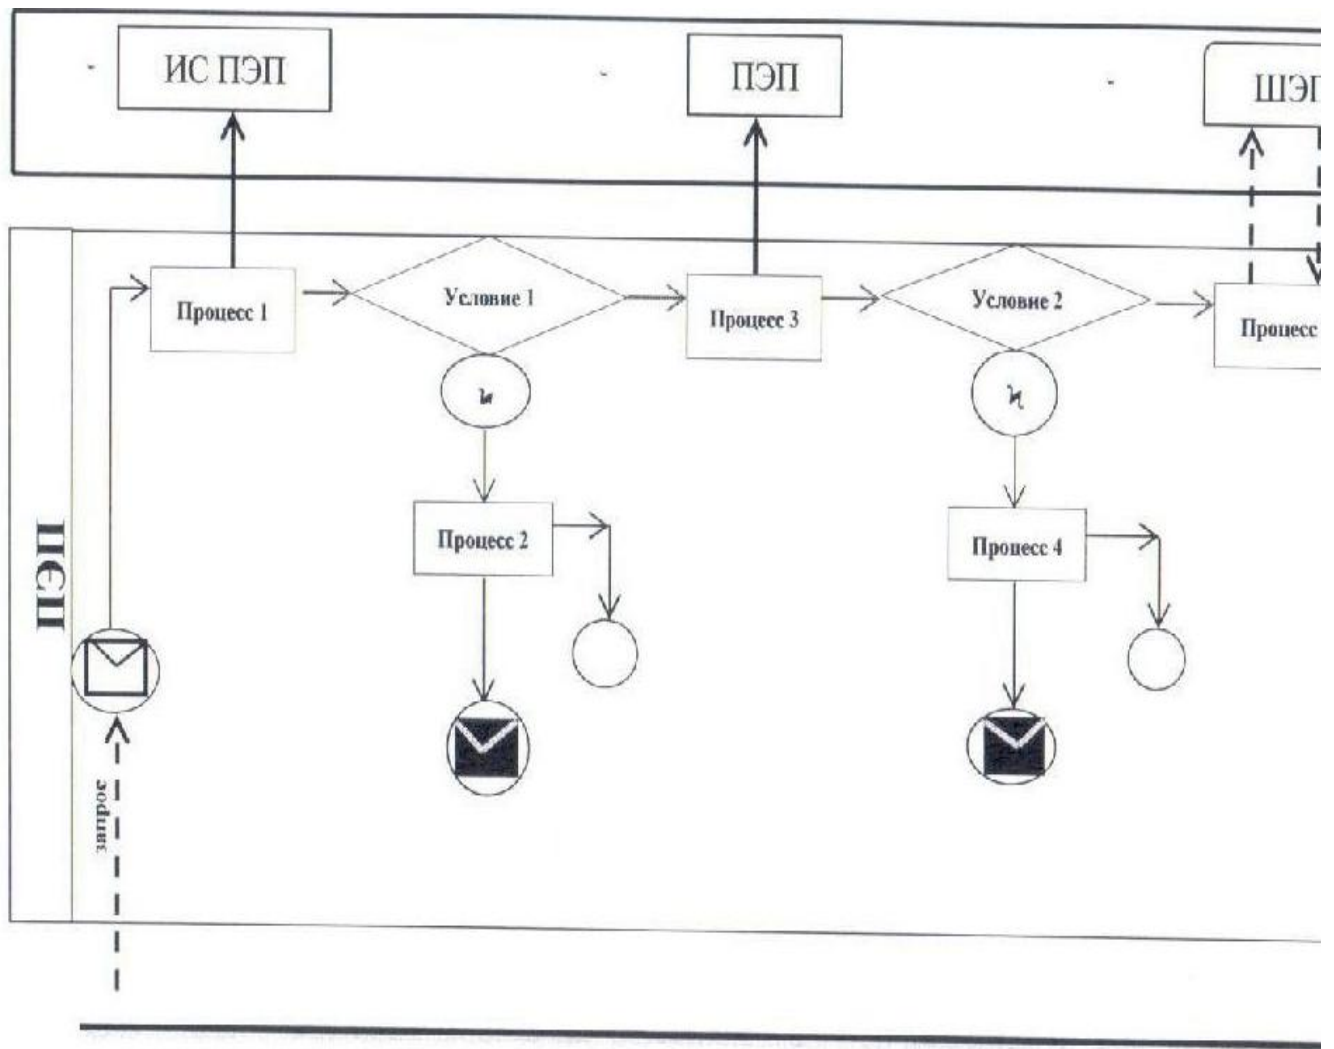 ИС ПЭП
ПЭП
ШЭП
Процесс 1
Условие 1
Процесс 3
Условие 2
Процесс
Процесс 2
Процесс 4
ПЭП
запрос